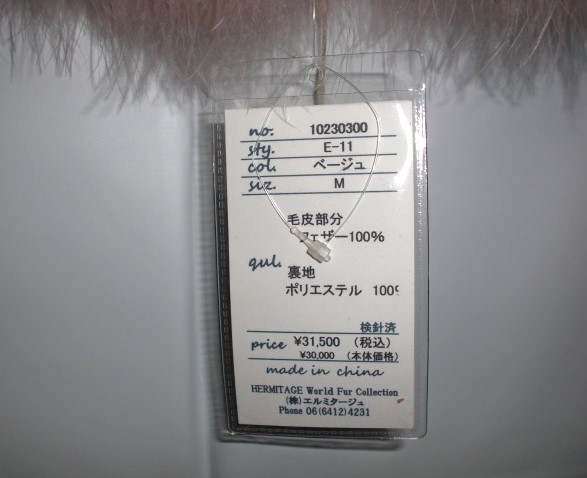 no. 10230300
sty. E-11
col. ベージュ
siz. M
毛皮部分
フェザー100%
qul.
裏地
ポリエステル 100%
検針済
price ¥31,500 (税込)
¥30,000 (本体価格)
made in china
HERMITAGE World Fur Collection
(株)エルミタージュ
Phone 06(6412)4231